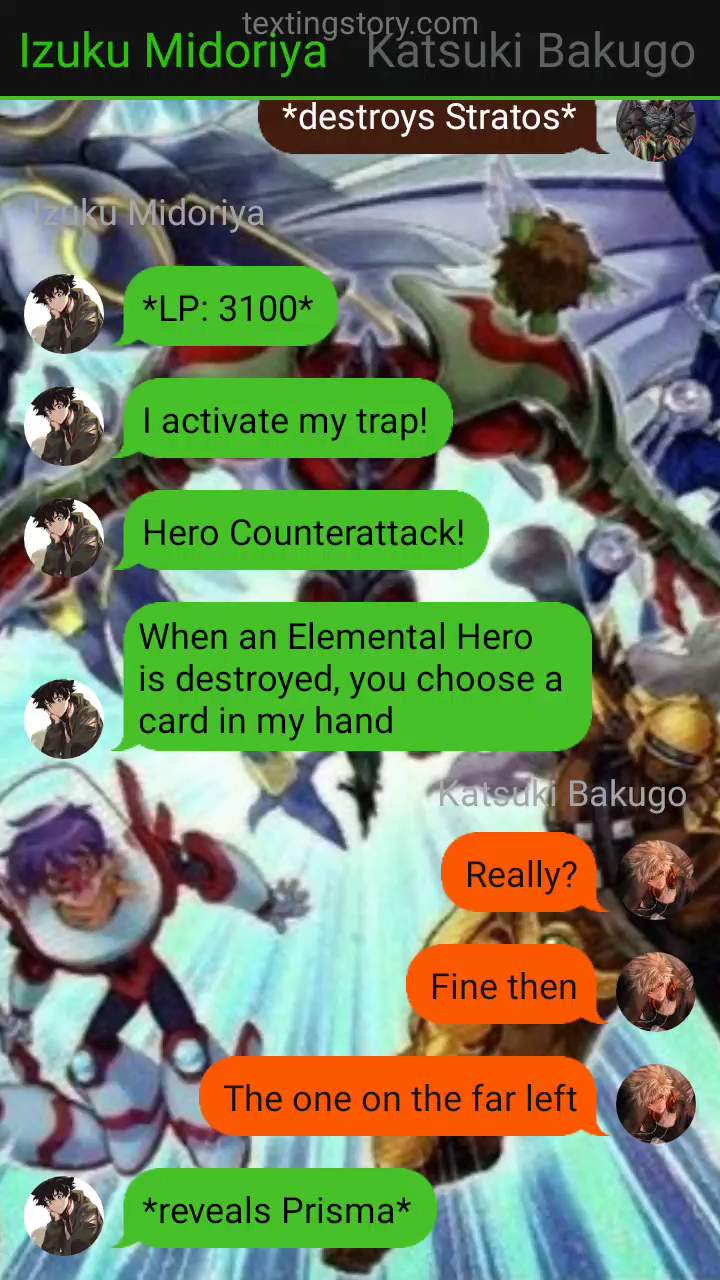 textingstory.com
Izuku Midoriya Katsuki Bakugo
*destroys Stratos*
Izuku Midoriya
*LP: 3100*
I activate my trap!
Hero Counterattack!
When an Elemental Hero
is destroyed, you choose a
card in my hand
Katsuki Bakugo
Really?
Fine then
The one on the far left
*reveals Prisma*